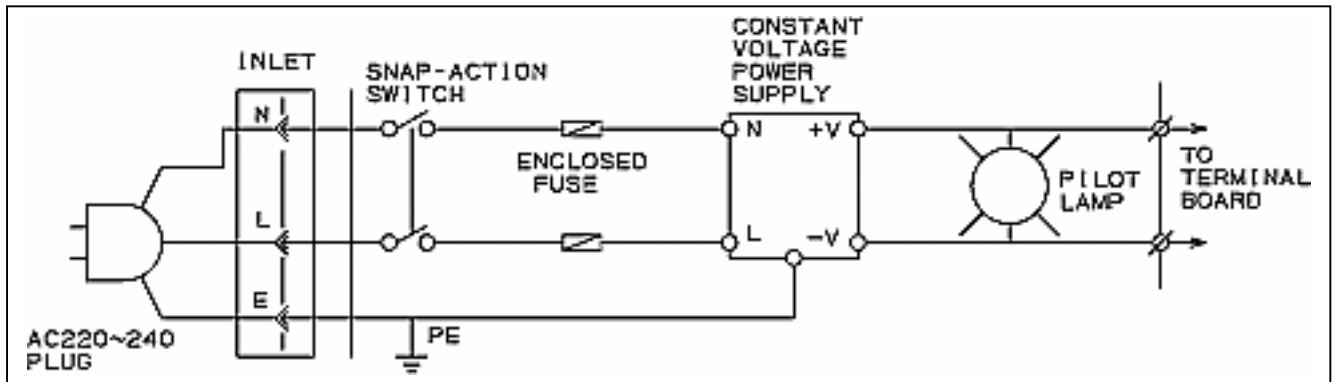 INLET
N
L
E
AC220~240
PLUG
SNAP-ACTION
SWITCH
ENCLOSED
FUSE
PE
CONSTANT
VOLTAGE
POWER
SUPPLY
N
+V
L
-V
PILOT
LAMP
TO
TERMINAL
BOARD